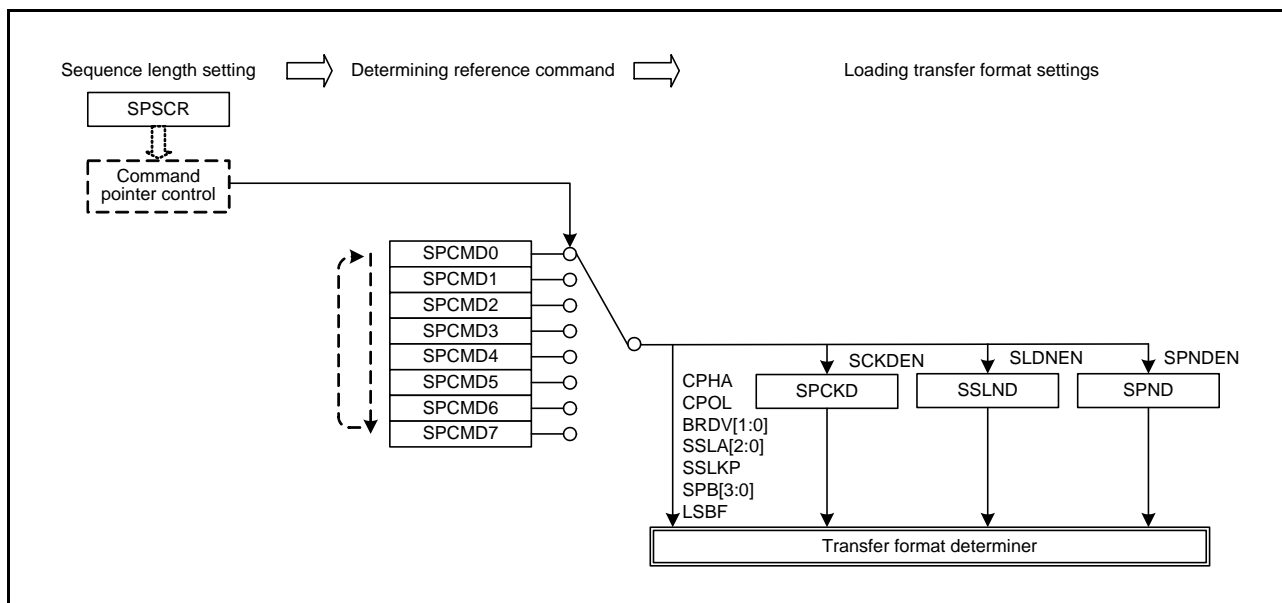 Sequence length setting
Determining reference command
Loading transfer format settings
SPSCR
Command
pointer control
SPCMD0
SPCMD1
SPCMD2
SPCMD3
SPCMD4
SPCMD5
SPCMD6
SPCMD7
CPHA
CPOL
BRDV[1:0]
SSLA[2:0]
SSLKP
SPB[3:0]
LSBF
SCKDEN
SPCKD
SLDNEN
SSLND
SPNDEN
SPND
Transfer format determiner